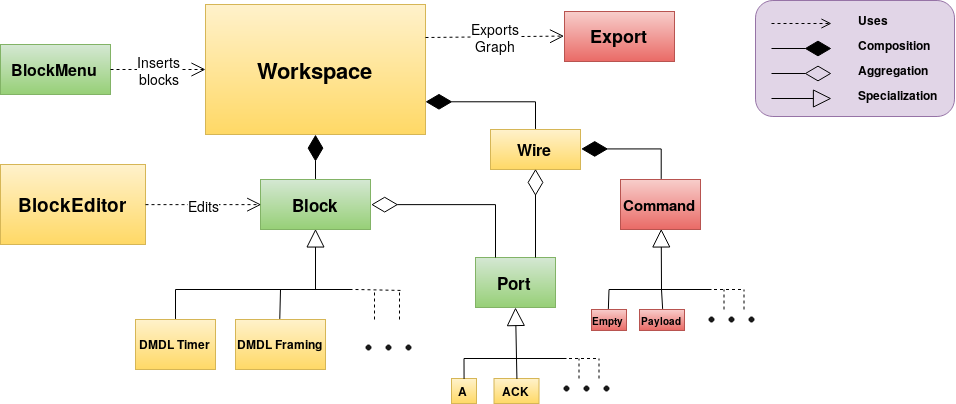 Exports
Graph
Export
Uses
Composition
Aggregation
Specialization
BlockMenu
Inserts
blocks
Workspace
Wire
BlockEditor
Edits
Block
Command
Port
DMDL Timer
DMDL Framing
Empty
Payload
A
ACK